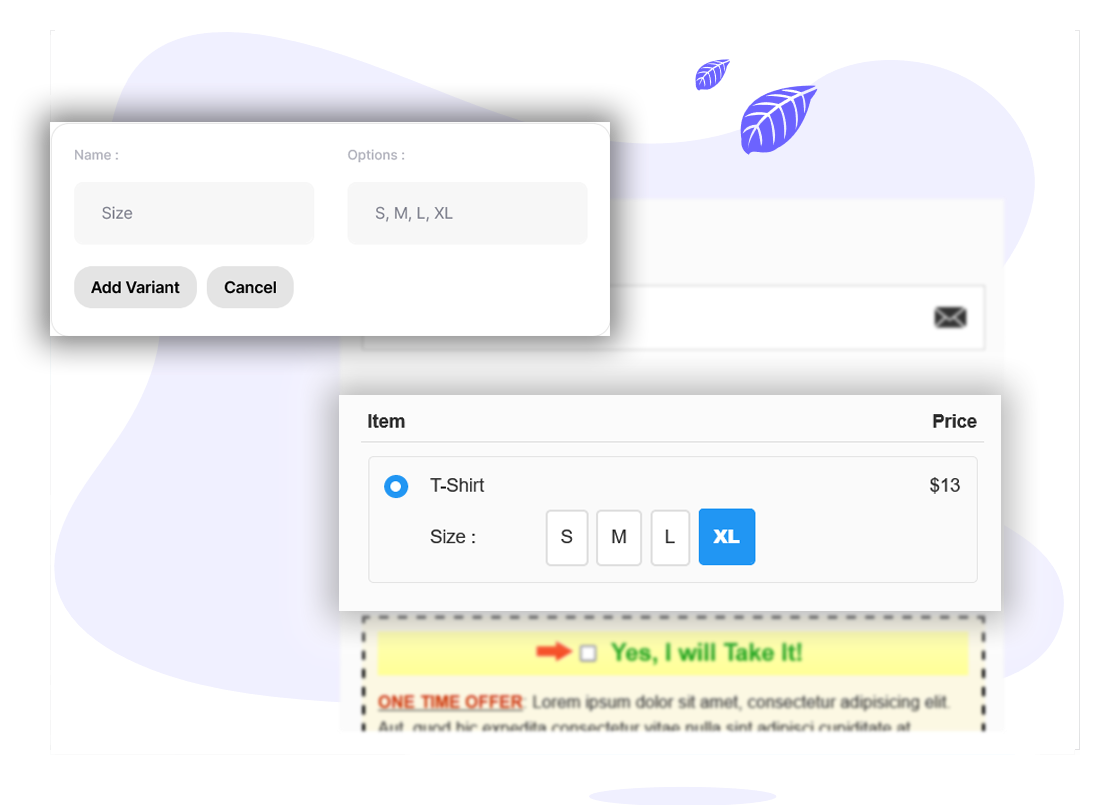 Name :
Options :
Size
S, M, L, XL
Add Variant
Cancel
Item
Price
T-Shirt
$13
Size :
S
M
L
XL
Yes, I will Take It!
ONE TIME OFFER: Lorem ipsum dolor sit amet, consectetur adipisicing elit.
Aut, quod hic expedita consectetur vitae nulla sint adipisci cupiditate at